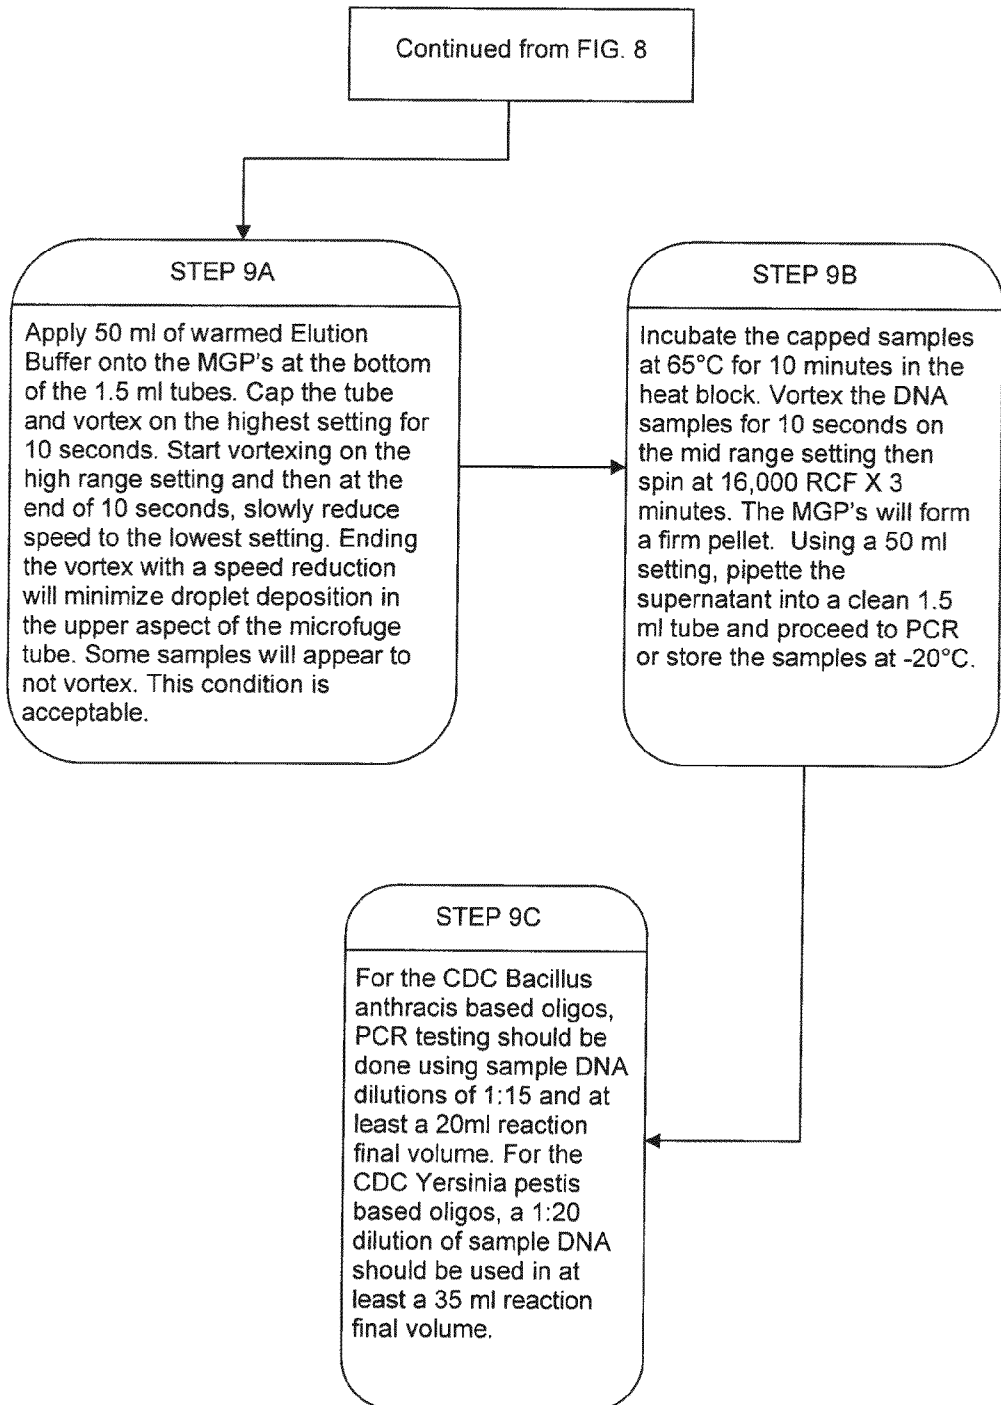 Continued from FIG. 8
STEP 9A
Apply 50 ml of warmed Elution
Buffer onto the MGP's at the bottom
of the 1.5 ml tubes. Cap the tube
and vortex on the highest setting for
10 seconds. Start vortexing on the
high range setting and then at the
end of 10 seconds, slowly reduce
speed to the lowest setting. Ending
the vortex with a speed reduction
will minimize droplet deposition in
the upper aspect of the microfuge
tube. Some samples will appear to
not vortex. This condition is
acceptable.
STEP 9B
Incubate the capped samples
at 65°C for 10 minutes in the
heat block. Vortex the DNA
samples for 10 seconds on
the mid range setting then
spin at 16,000 RCF X 3
minutes. The MGP's will form
a firm pellet. Using a 50 ml
setting, pipette the
supernatant into a clean 1.5
ml tube and proceed to PCR
or store the samples at -20°C.
STEP 9C
For the CDC Bacillus
anthracis based oligos,
PCR testing should be
done using sample DNA
dilutions of 1:15 and at
least a 20ml reaction
final volume. For the
CDC Yersinia pestis
based oligos, a 1:20
dilution of sample DNA
should be used in at
least a 35 ml reaction
final volume.